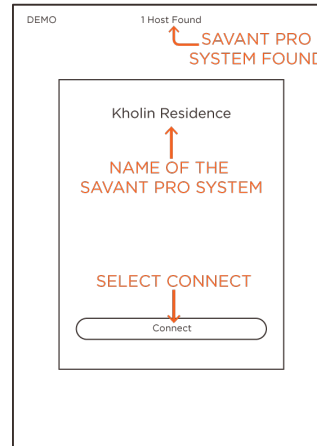 DEMO
1 Host Found
SAVANT PRO
SYSTEM FOUND
Kholin Residence
NAME OF THE
SAVANT PRO SYSTEM
SELECT CONNECT
Connect